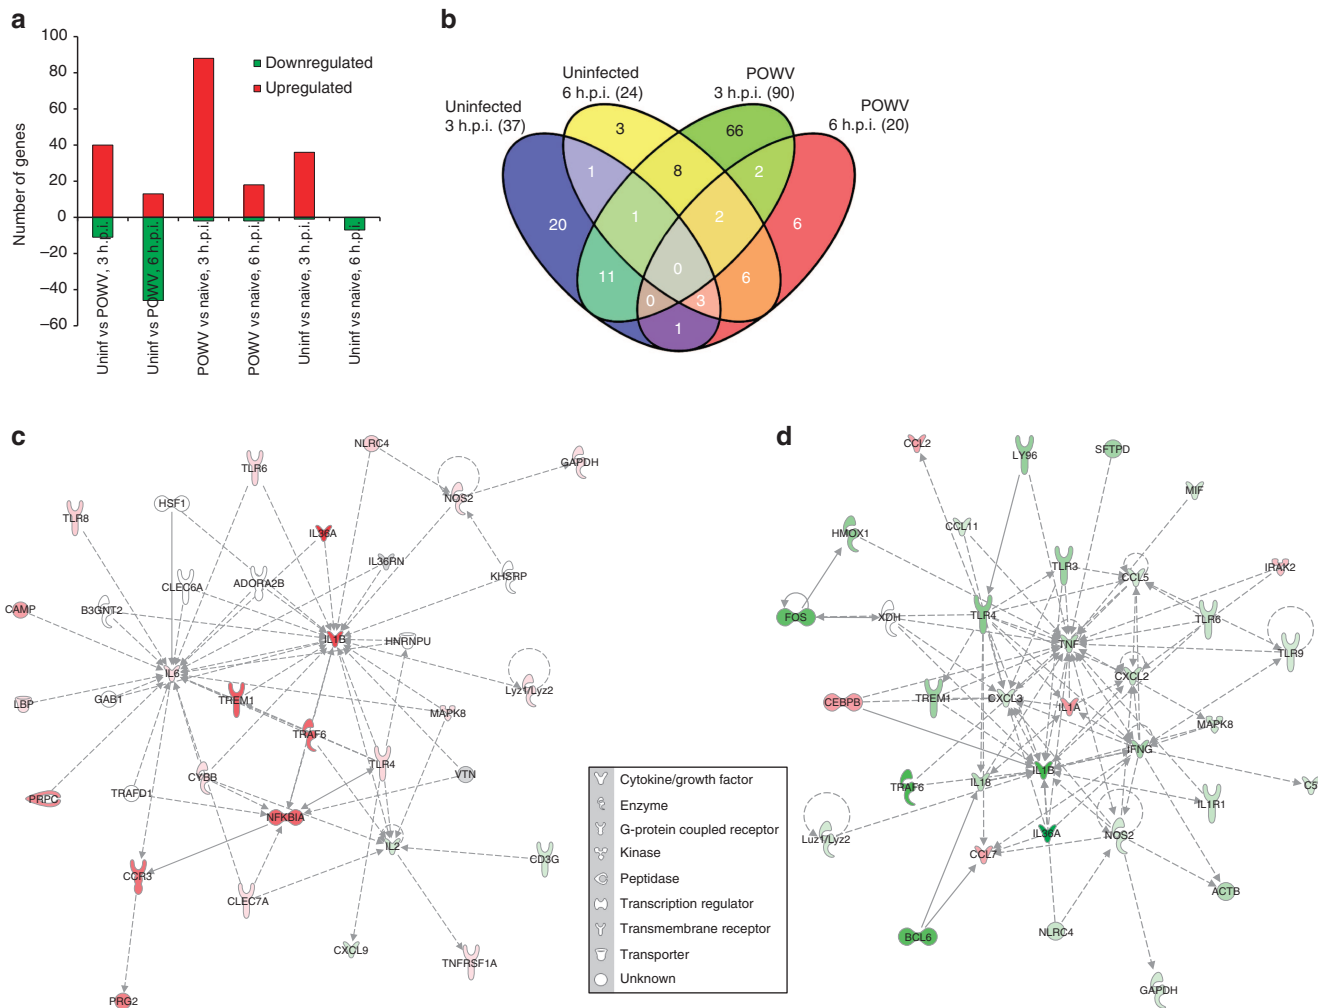 a
100
80
60
40
20
0
−20
−40
−60
Number of genes
Downregulated
Upregulated
Uninf vs POWV, 3 h.p.i.
Uninf vs POWV, 6 h.p.i.
POWV vs naive, 3 h.p.i.
POWV vs naive, 6 h.p.i.
Uninf vs naive, 3 h.p.i.
Uninf vs naive, 6 h.p.i.
b
Uninfected
3 h.p.i. (37)
Uninfected
6 h.p.i. (24)
POWV
3 h.p.i. (90)
POWV
6 h.p.i. (20)
3
66
1
8
2
20
1
2
6
11
0
6
0
3
1
c
NLRC4
TLR6
GAPDH
HSF1
NOS2
TLR8
IL36A
IL36RN
CLEC6A
ADORA2B
KHSRP
CAMP
B3GNT2
IL1B
HNRNPU
IL6
Lyz1/Lyz2
LBP
GAB1
TREM1
MAPK8
TRAF6
TLR4
VTN
CYBB
PRPC
TRAFD1
NFKBIA
IL2
CD3G
CCR3
CLEC7A
CXCL9
TNFRSF1A
PRG2
Cytokine/growth factor
Enzyme
G-protein coupled receptor
Kinase
Peptidase
Transcription regulator
Transmembrane receptor
Transporter
Unknown
d
CCL2
LY96
SFTPD
MIF
HMOX1
CCL11
TLR3
CCL5
IRAK2
FOS
XDH
TLR4
TLR6
TNF
TLR9
CXCL2
CEBPB
TREM1
CXCL3
IL1A
MAPK8
IFNG
IL1B
TRAF6
IL18
C5
IL1R1
Luz1/Lyz2
IL36A
NOS2
CCL7
ACTB
BCL6
NLRC4
GAPDH